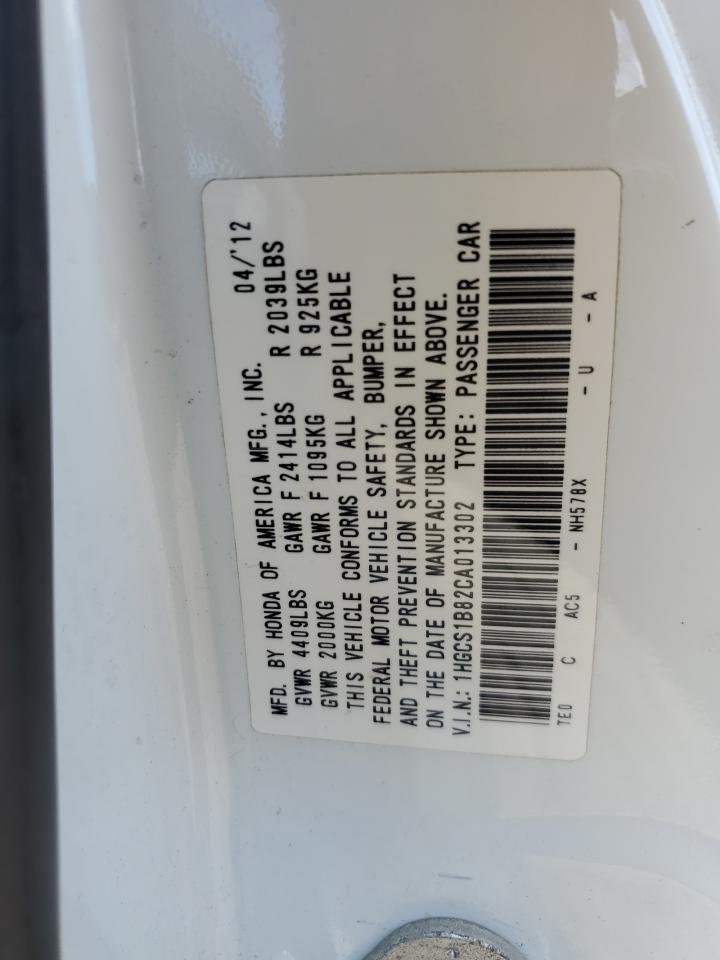 MFD. BY HONDA OF AMERICA MFG., INC. 04/'12
GVWR 4409LBS GAWR F 2414LBS R 2039LBS
GVWR 2000KG GAWR F 1095KG R 925KG
THIS VEHICLE CONFORMS TO ALL APPLICABLE
FEDERAL MOTOR VEHICLE SAFETY, BUMPER,
AND THEFT PREVENTION STANDARDS IN EFFECT
ON THE DATE OF MANUFACTURE SHOWN ABOVE.
V.I.N.: 1HGCS1B82CA013302 TYPE: PASSENGER CAR
TE0 C AC5 - NH578X - U - A